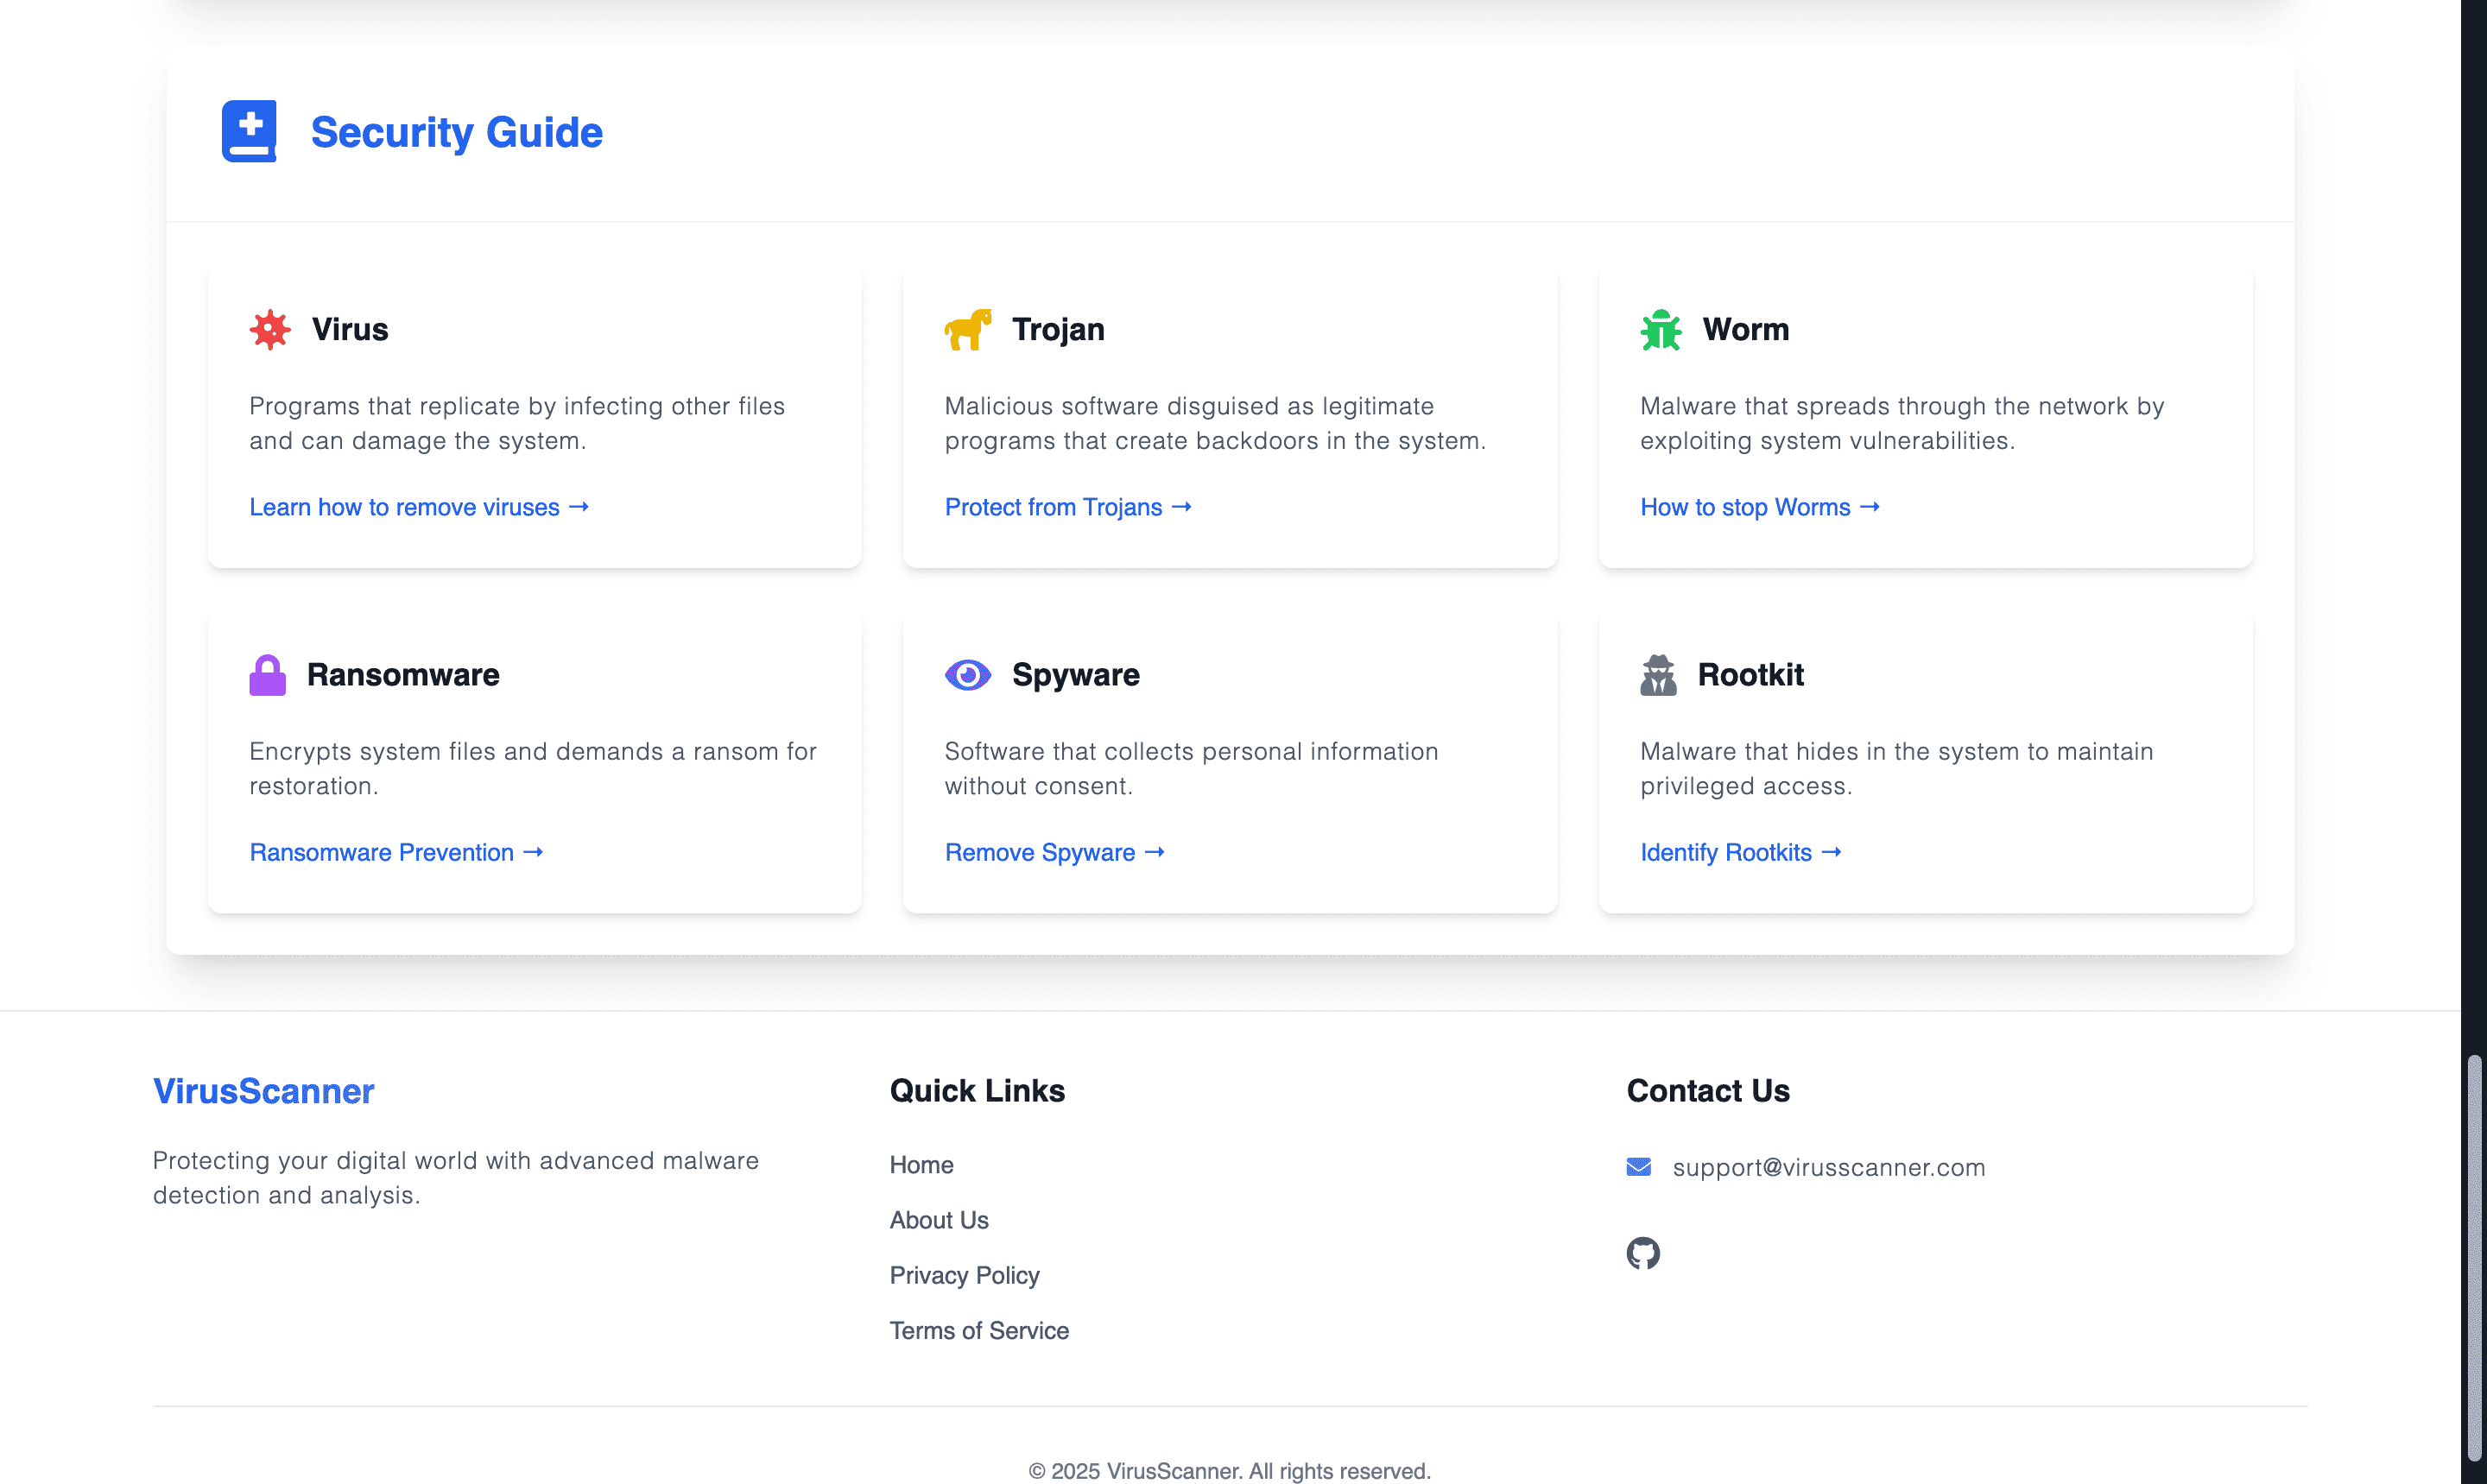 Security Guide
Virus
Programs that replicate by infecting other files
and can damage the system.
Learn how to remove viruses →
Trojan
Malicious software disguised as legitimate
programs that create backdoors in the system.
Protect from Trojans →
Worm
Malware that spreads through the network by
exploiting system vulnerabilities.
How to stop Worms →
Ransomware
Encrypts system files and demands a ransom for
restoration.
Ransomware Prevention →
Spyware
Software that collects personal information
without consent.
Remove Spyware →
Rootkit
Malware that hides in the system to maintain
privileged access.
Identify Rootkits →
VirusScanner
Protecting your digital world with advanced malware
detection and analysis.
Quick Links
Home
About Us
Privacy Policy
Terms of Service
Contact Us
support@virusscanner.com
© 2025 VirusScanner. All rights reserved.